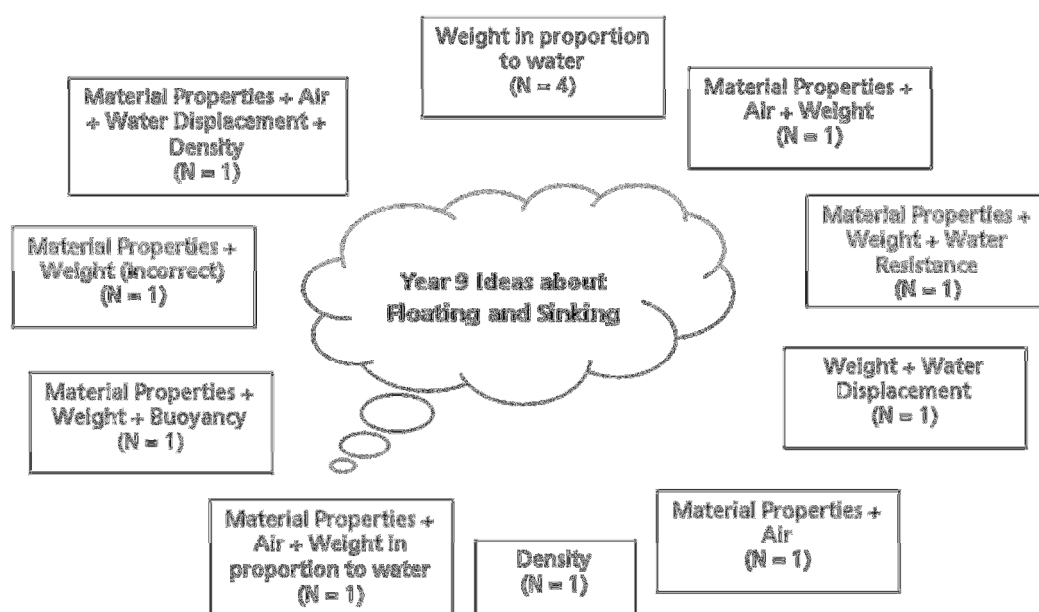 Weight in proportion
to water
(N = 4)
Material Properties + Air
+ Water Displacement +
Density
(N = 1)
Material Properties +
Air + Weight
(N = 1)
Material Properties +
Weight + Water
Resistance
(N = 1)
Material Properties +
Weight (incorrect)
(N = 1)
Year 9 Ideas about
Floating and Sinking
Weight + Water
Displacement
(N = 1)
Material Properties +
Weight + Buoyancy
(N = 1)
Material Properties +
Air + Weight in
proportion to water
(N = 1)
Density
(N = 1)
Material Properties +
Air
(N = 1)